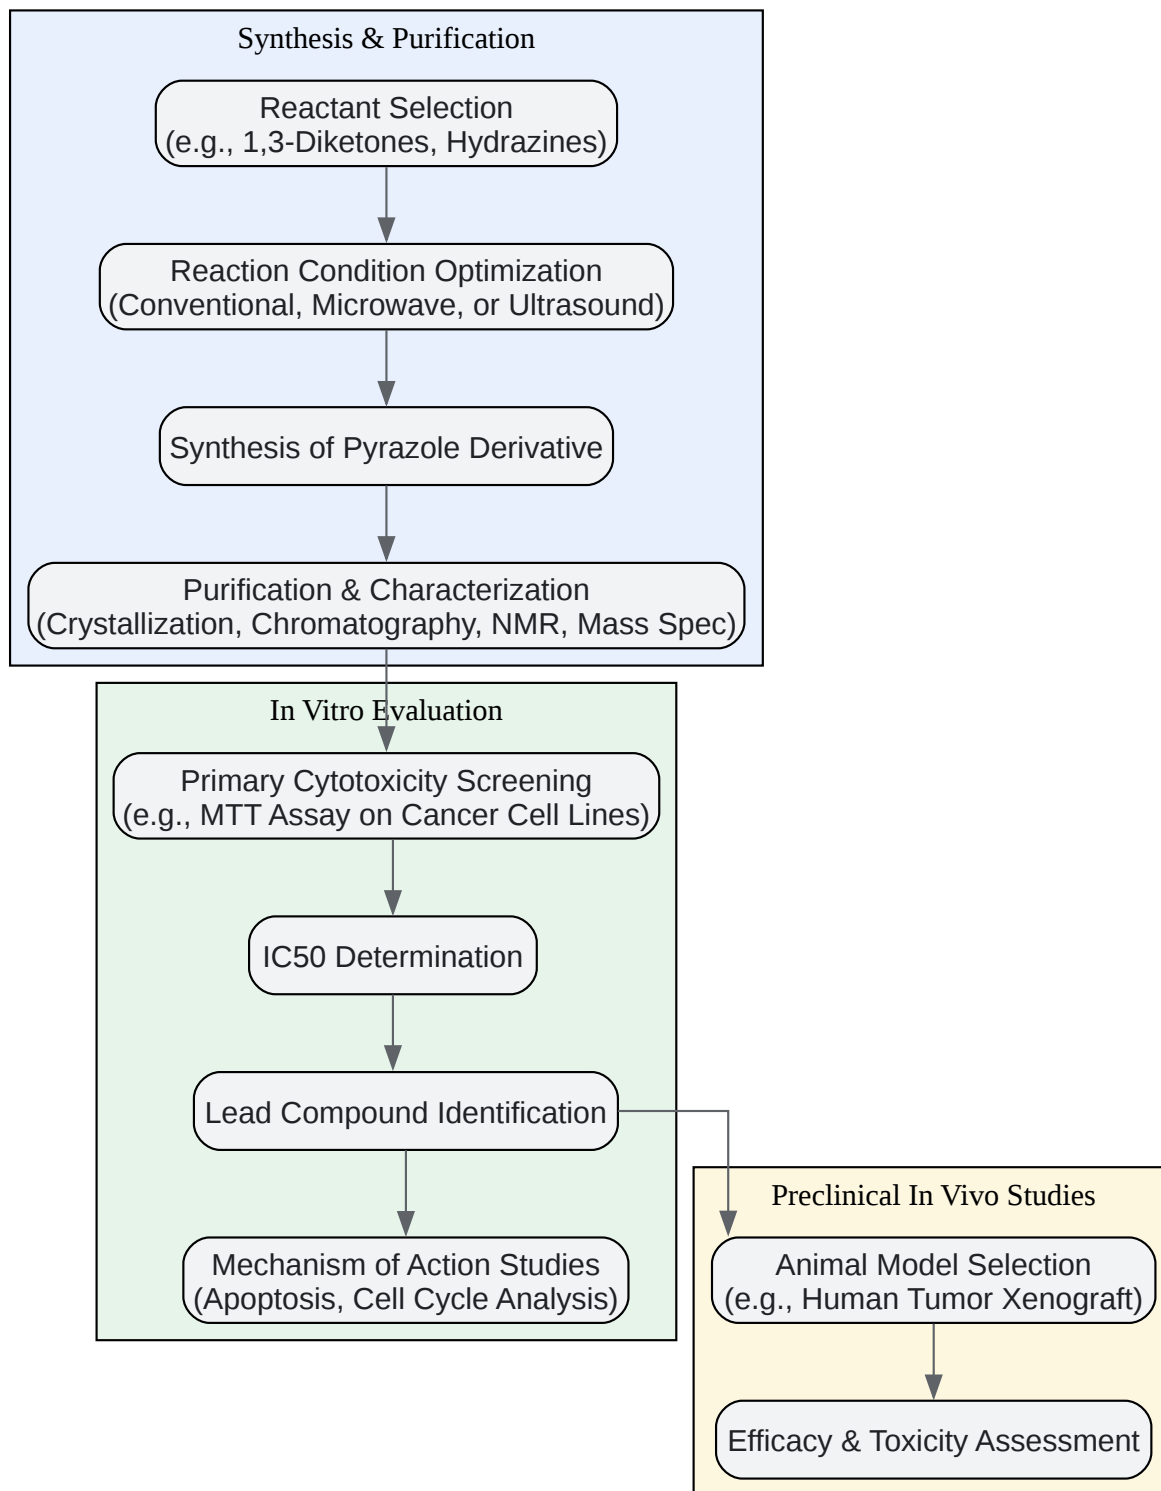 Synthesis & Purification
Reactant Selection
(e.g., 1,3-Diketones, Hydrazines)
Reaction Condition Optimization
(Conventional, Microwave, or Ultrasound)
Synthesis of Pyrazole Derivative
Purification & Characterization
(Crystallization, Chromatography, NMR, Mass Spec)
In Vitro Evaluation
Primary Cytotoxicity Screening
(e.g., MTT Assay on Cancer Cell Lines)
IC50 Determination
Lead Compound Identification
Mechanism of Action Studies
(Apoptosis, Cell Cycle Analysis)
Preclinical In Vivo Studies
Animal Model Selection
(e.g., Human Tumor Xenograft)
Efficacy & Toxicity Assessment